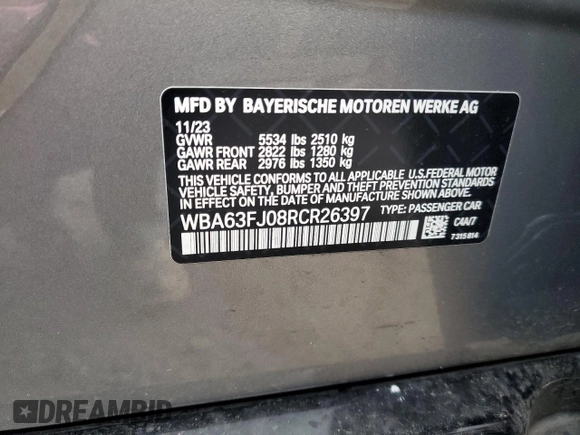 MFD BY BAYERISCHE MOTOREN WERKE AG
11/23
GVWR 5534 lbs 2510 kg
GAWR FRONT 2822 lbs 1280 kg
GAWR REAR 2976 lbs 1350 kg
THIS VEHICLE CONFORMS TO ALL APPLICABLE U.S.FEDERAL MOTOR
VEHICLE SAFETY, BUMPER AND THEFT PREVENTION STANDARDS
IN EFFECT ON THE DATE OF MANUFACTURE SHOWN ABOVE.
WBA63FJ08RCR26397 TYPE: PASSENGER CAR
C4A/7
7315814
DREAMBID